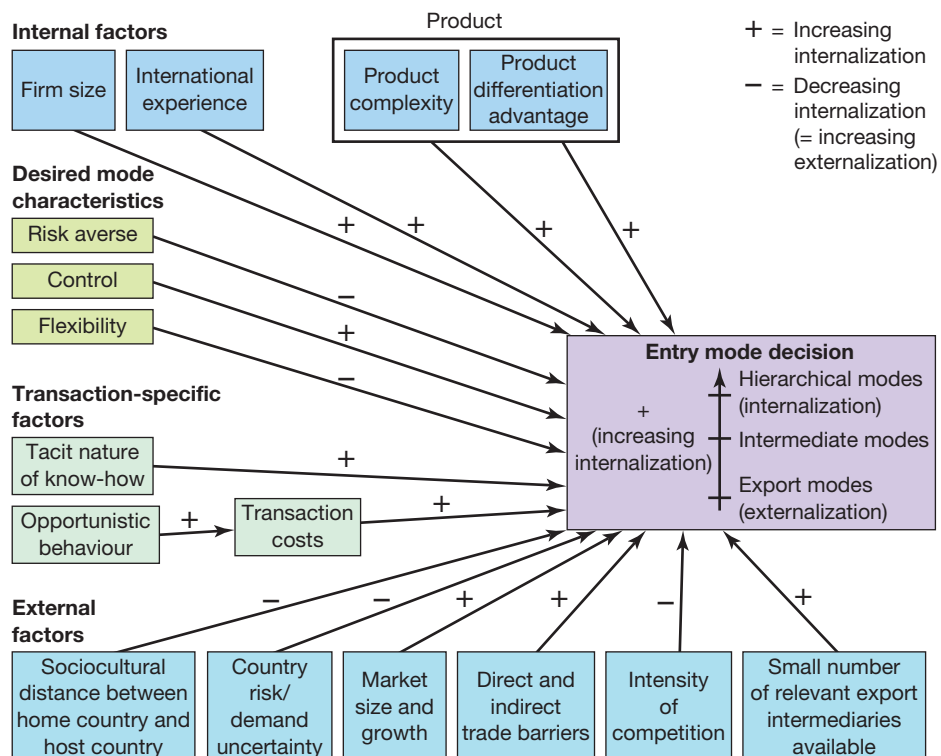 Product
Internal factors
Firm size
International
experience
Product
complexity
Product
differentiation
advantage
+ = Increasing
internalization
− = Decreasing
internalization
(= increasing
externalization)
Desired mode
characteristics
Risk averse
Control
Flexibility
+
+
+
+
−
+
−
Transaction-specific
factors
Tacit nature
of know-how
+
Opportunistic
behaviour
+
Transaction
costs
+
Entry mode decision
+
(increasing
internalization)
Hierarchical modes
(internalization)
Intermediate modes
Export modes
(externalization)
External
factors
−
−
+
+
−
+
Sociocultural
distance between
home country and
host country
Country
risk/
demand
uncertainty
Market
size and
growth
Direct and
indirect
trade barriers
Intensity
of
competition
Small number
of relevant export
intermediaries
available